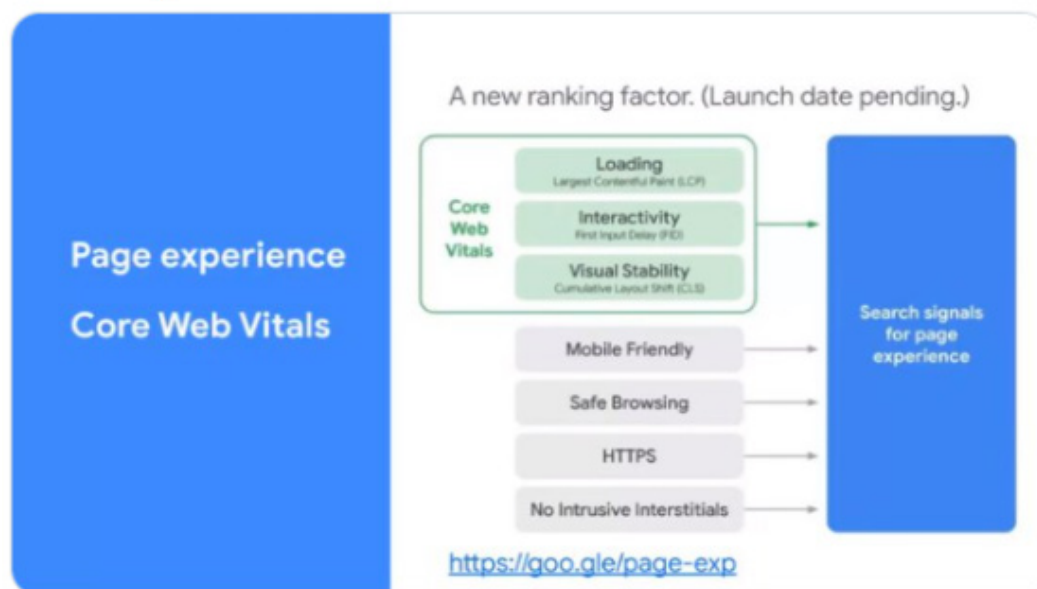 Page experience
Core Web Vitals
A new ranking factor. (Launch date pending.)
Core
Web
Vitals
Loading
Largest Contentful Paint (LCP)
Interactivity
First Input Delay (FID)
Visual Stability
Cumulative Layout Shift (CLS)
Mobile Friendly
Safe Browsing
HTTPS
No Intrusive Interstitials
Search signals
for page
experience
https://goo.gle/page-exp